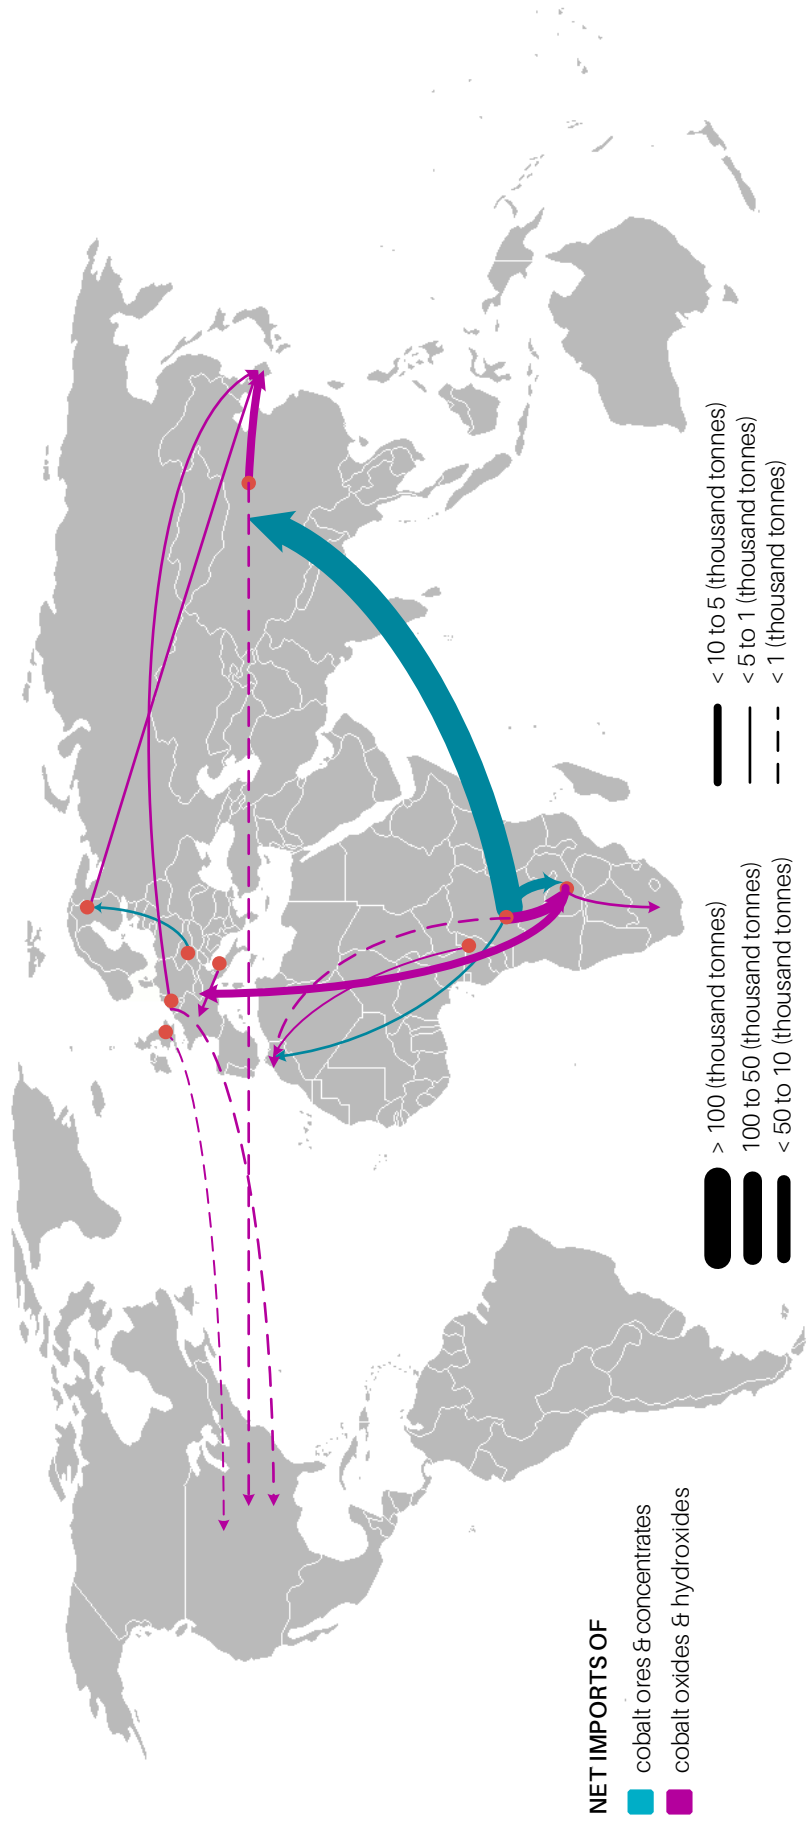 NET IMPORTS OF
cobalt ores & concentrates
cobalt oxides & hydroxides
> 100 (thousand tonnes)
100 to 50 (thousand tonnes)
< 50 to 10 (thousand tonnes)
< 10 to 5 (thousand tonnes)
< 5 to 1 (thousand tonnes)
< 1 (thousand tonnes)